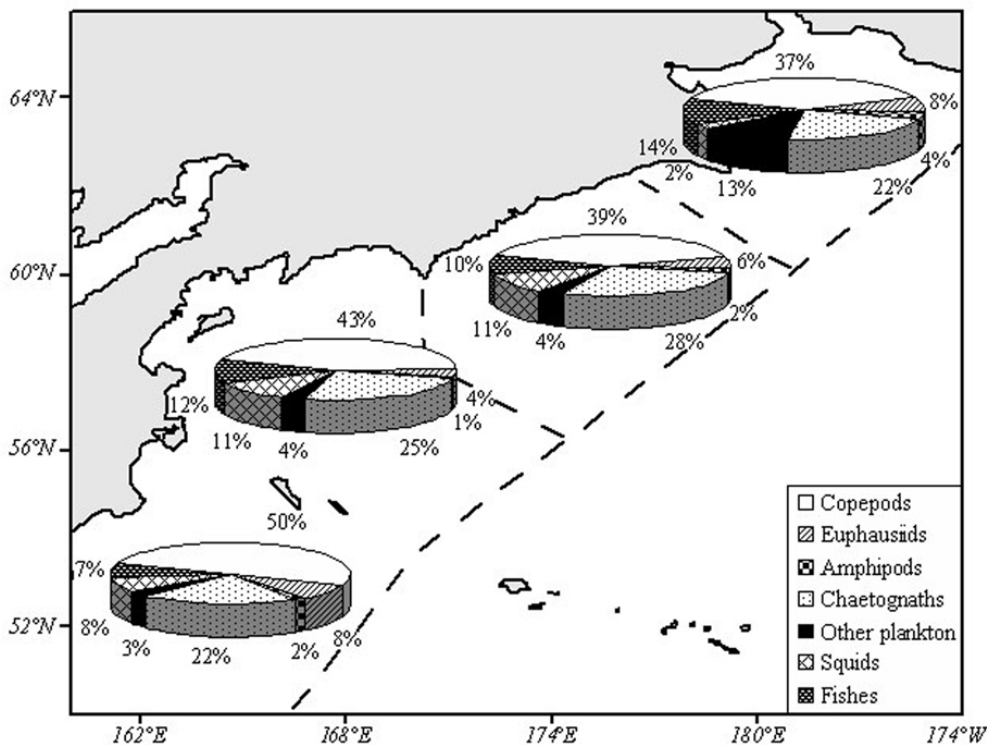 64°N
60°N
56°N
52°N
37%
8%
4%
22%
13%
2%
14%
39%
6%
2%
28%
4%
11%
10%
43%
4%
1%
25%
4%
11%
12%
50%
8%
2%
22%
3%
8%
7%
Copepods
Euphausiids
Amphipods
Chaetognaths
Other plankton
Squids
Fishes
162°E 168°E 174°E 180°E 174°W